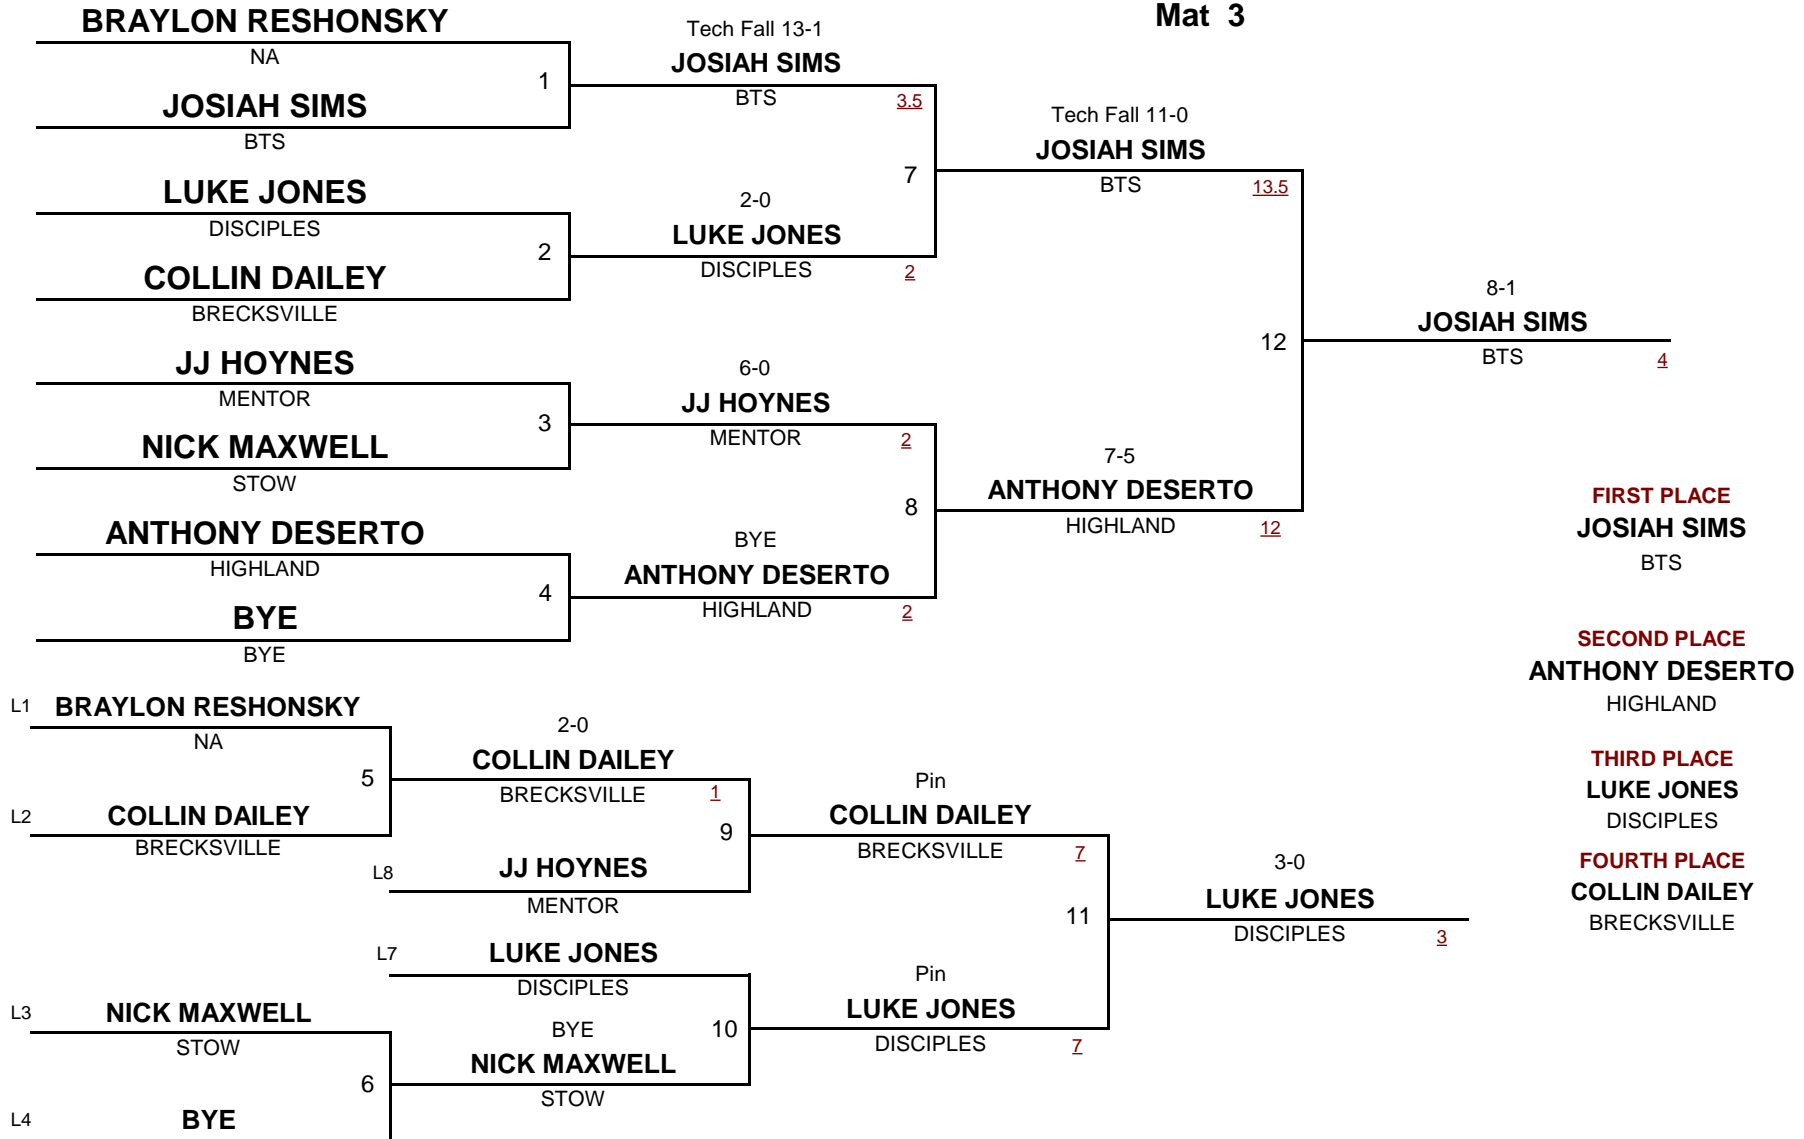 Mat 3
BRAYLON RESHONSKY
NA
1
JOSIAH SIMS
BTS
LUKE JONES
DISCIPLES
2
COLLIN DAILEY
BRECKSVILLE
JJ HOYNES
MENTOR
3
NICK MAXWELL
STOW
ANTHONY DESERTO
HIGHLAND
4
BYE
BYE
Tech Fall 13-1
JOSIAH SIMS
BTS
3.5
7
2-0
LUKE JONES
DISCIPLES
2
6-0
JJ HOYNES
MENTOR
2
8
BYE
ANTHONY DESERTO
HIGHLAND
2
Tech Fall 11-0
JOSIAH SIMS
BTS
13.5
12
7-5
ANTHONY DESERTO
HIGHLAND
12
8-1
JOSIAH SIMS
BTS
4
FIRST PLACE
JOSIAH SIMS
BTS
SECOND PLACE
ANTHONY DESERTO
HIGHLAND
THIRD PLACE
LUKE JONES
DISCIPLES
FOURTH PLACE
COLLIN DAILEY
BRECKSVILLE
L1 BRAYLON RESHONSKY
NA
5
L2 COLLIN DAILEY
BRECKSVILLE
L3 NICK MAXWELL
STOW
6
L4 BYE
2-0
COLLIN DAILEY
BRECKSVILLE
1
9
L8 JJ HOYNES
MENTOR
L7 LUKE JONES
DISCIPLES
10
BYE
NICK MAXWELL
STOW
Pin
COLLIN DAILEY
BRECKSVILLE
7
11
Pin
LUKE JONES
DISCIPLES
7
3-0
LUKE JONES
DISCIPLES
3